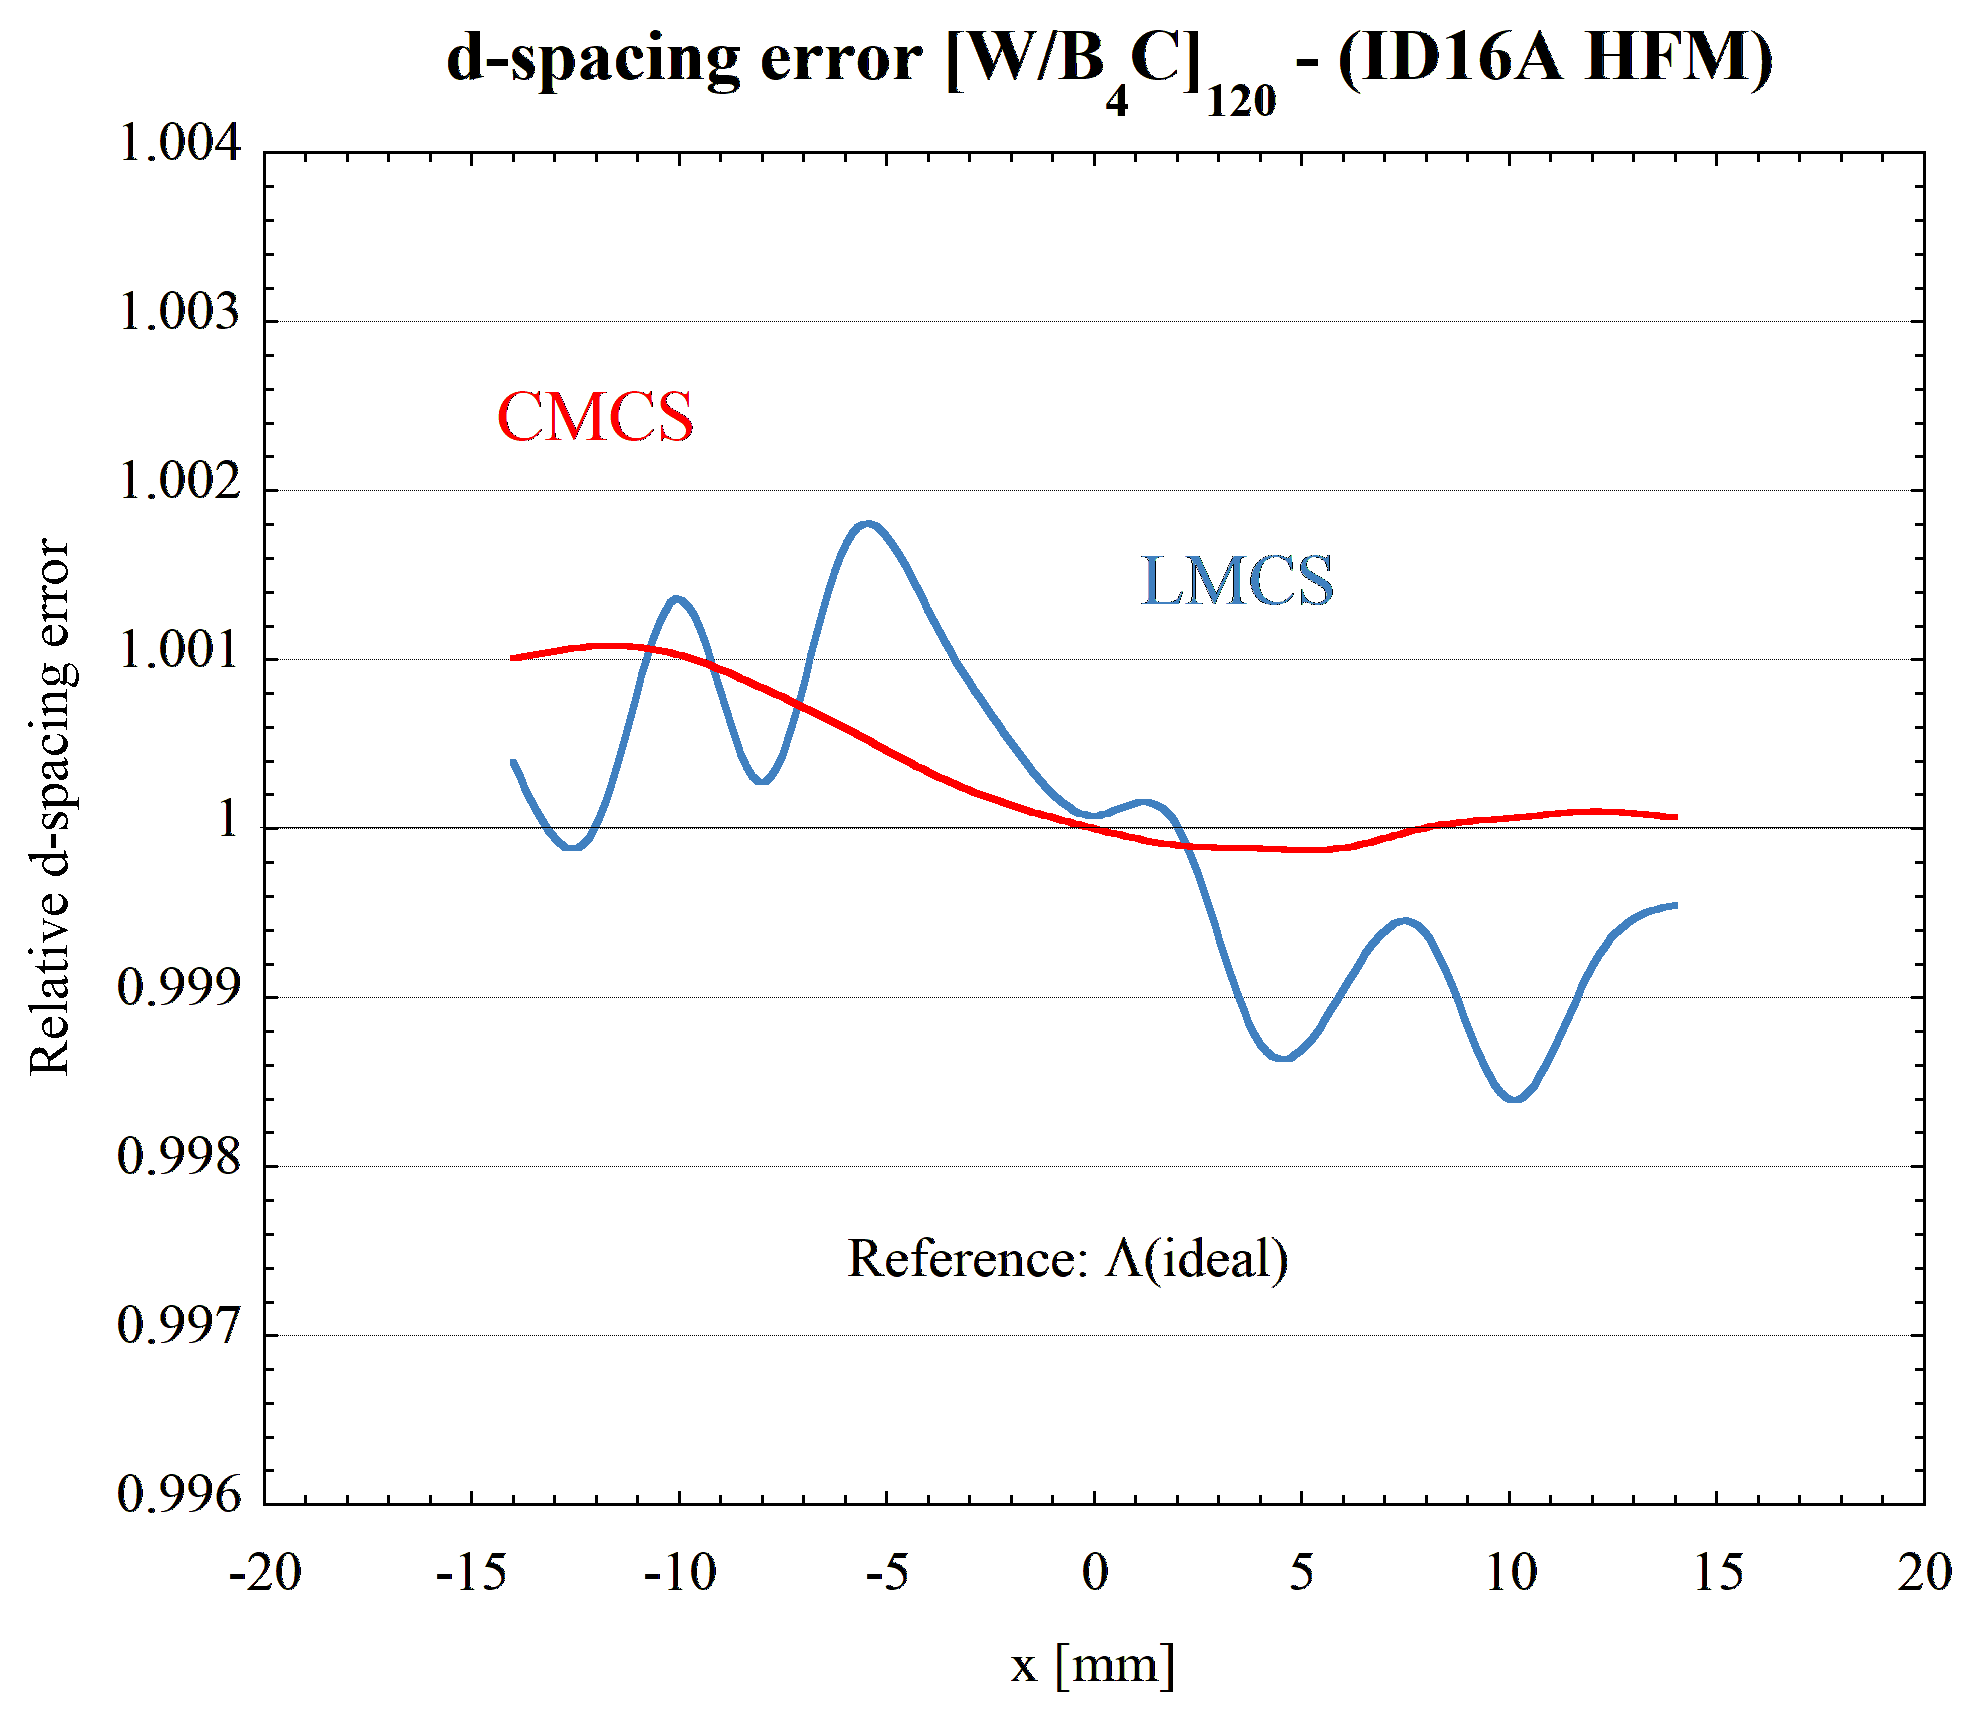 d-spacing error [W/B₄C]₁₂₀ - (ID16A HFM)
1.004
1.003
1.002
1.001
1
0.999
0.998
0.997
0.996
Relative d-spacing error
CMCS
LMCS
Reference: Λ(ideal)
-20 -15 -10 -5 0 5 10 15 20
x [mm]